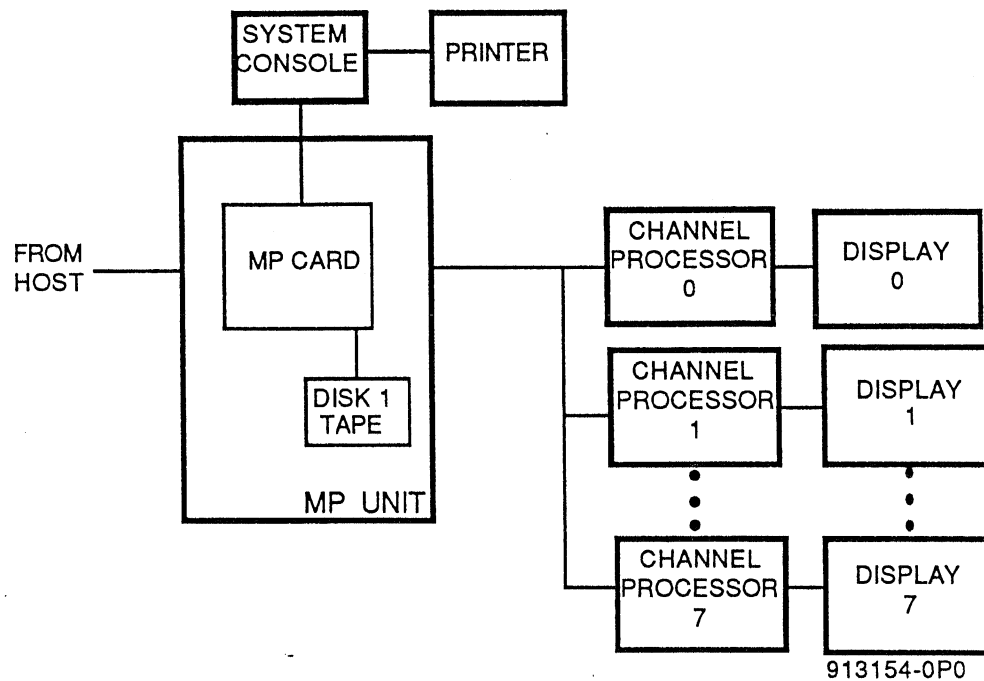 SYSTEM
CONSOLE
PRINTER
FROM
HOST
MP CARD
DISK 1
TAPE
MP UNIT
CHANNEL
PROCESSOR
0
DISPLAY
0
CHANNEL
PROCESSOR
1
DISPLAY
1
CHANNEL
PROCESSOR
7
DISPLAY
7
913154-0P0